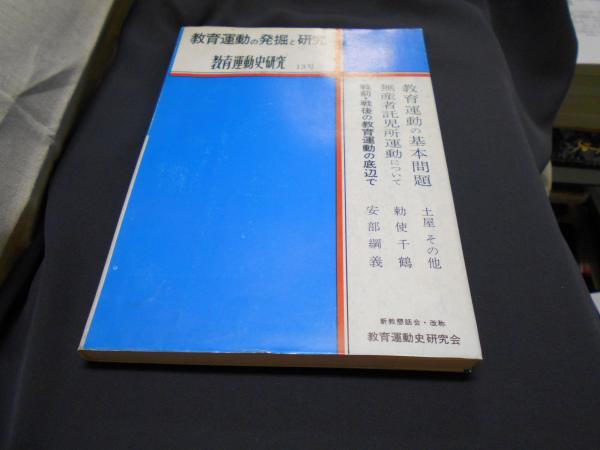 教育運動の発掘と研究
教育運動史研究 13号
教育運動の基本問題 土屋 その他
無産者託児所運動について 勅使千鶴
戦前・戦後の教育運動の底辺で 安部綱義
新教懇話会・改称
教育運動史研究会